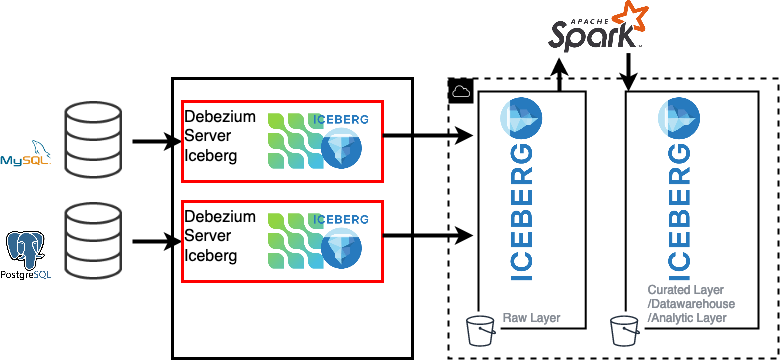 APACHE
Spark
MySQL
Debezium
Server
Iceberg
ICEBERG
PostgreSQL
Debezium
Server
Iceberg
ICEBERG
ICEBERG
Raw Layer
ICEBERG
Curated Layer
/Datawarehouse
/Analytic Layer